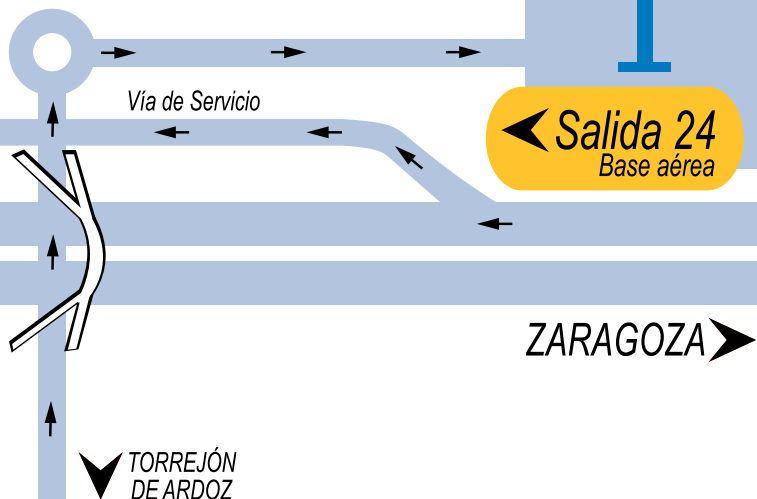 Vía de Servicio
Salida 24
Base aérea
ZARAGOZA
TORREJÓN
DE ARDOZ